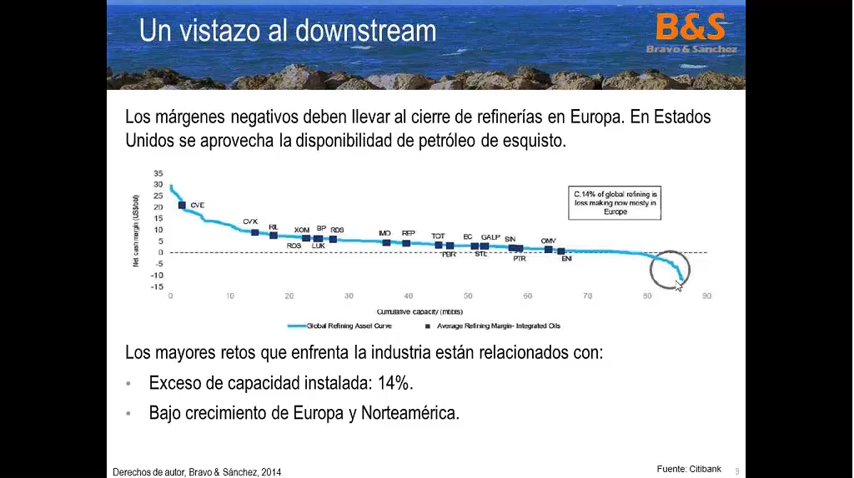 Un vistazo al downstream
B&S
Bravo & Sánchez
Los márgenes negativos deben llevar al cierre de refinerías en Europa. En Estados
Unidos se aprovecha la disponibilidad de petróleo de esquisto.
C.14% of global refining is
loss making now mostly in
Europe
Net cash margin (US$/bbl)
35
30
25
20
15
10
5
0
-5
-10
-15
CVE
CVX
RIL
XOM
BP
RDS
ROS
LUK
IMO
REP
TOT
PBR
EC
GALP
STL
SIN
PTR
OMV
ENI
0 10 20 30 40 50 60 70 80 90
Cumulative capacity (mbbls)
Global Refining Asset Curve
Average Refining Margin- Integrated Oils
Los mayores retos que enfrenta la industria están relacionados con:
• Exceso de capacidad instalada: 14%.
• Bajo crecimiento de Europa y Norteamérica.
Derechos de autor, Bravo & Sánchez, 2014
Fuente: Citibank
9